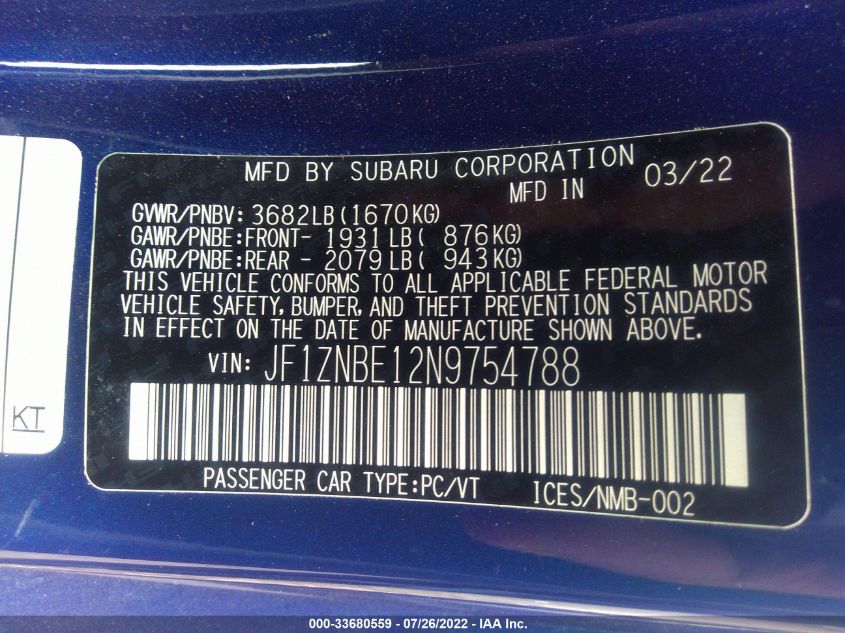 MFD BY SUBARU CORPORATION
MFD IN 03/22
GVWR/PNBV: 3682LB(1670KG)
GAWR/PNBE:FRONT- 1931LB( 876KG)
GAWR/PNBE:REAR - 2079LB( 943KG)
THIS VEHICLE CONFORMS TO ALL APPLICABLE FEDERAL MOTOR
VEHICLE SAFETY, BUMPER, AND THEFT PREVENTION STANDARDS
IN EFFECT ON THE DATE OF MANUFACTURE SHOWN ABOVE.
VIN: JF1ZNBE12N9754788
PASSENGER CAR TYPE:PC/VT ICES/NMB-002
KT
000-33680559 / 07/26/2022 - IAA Inc.